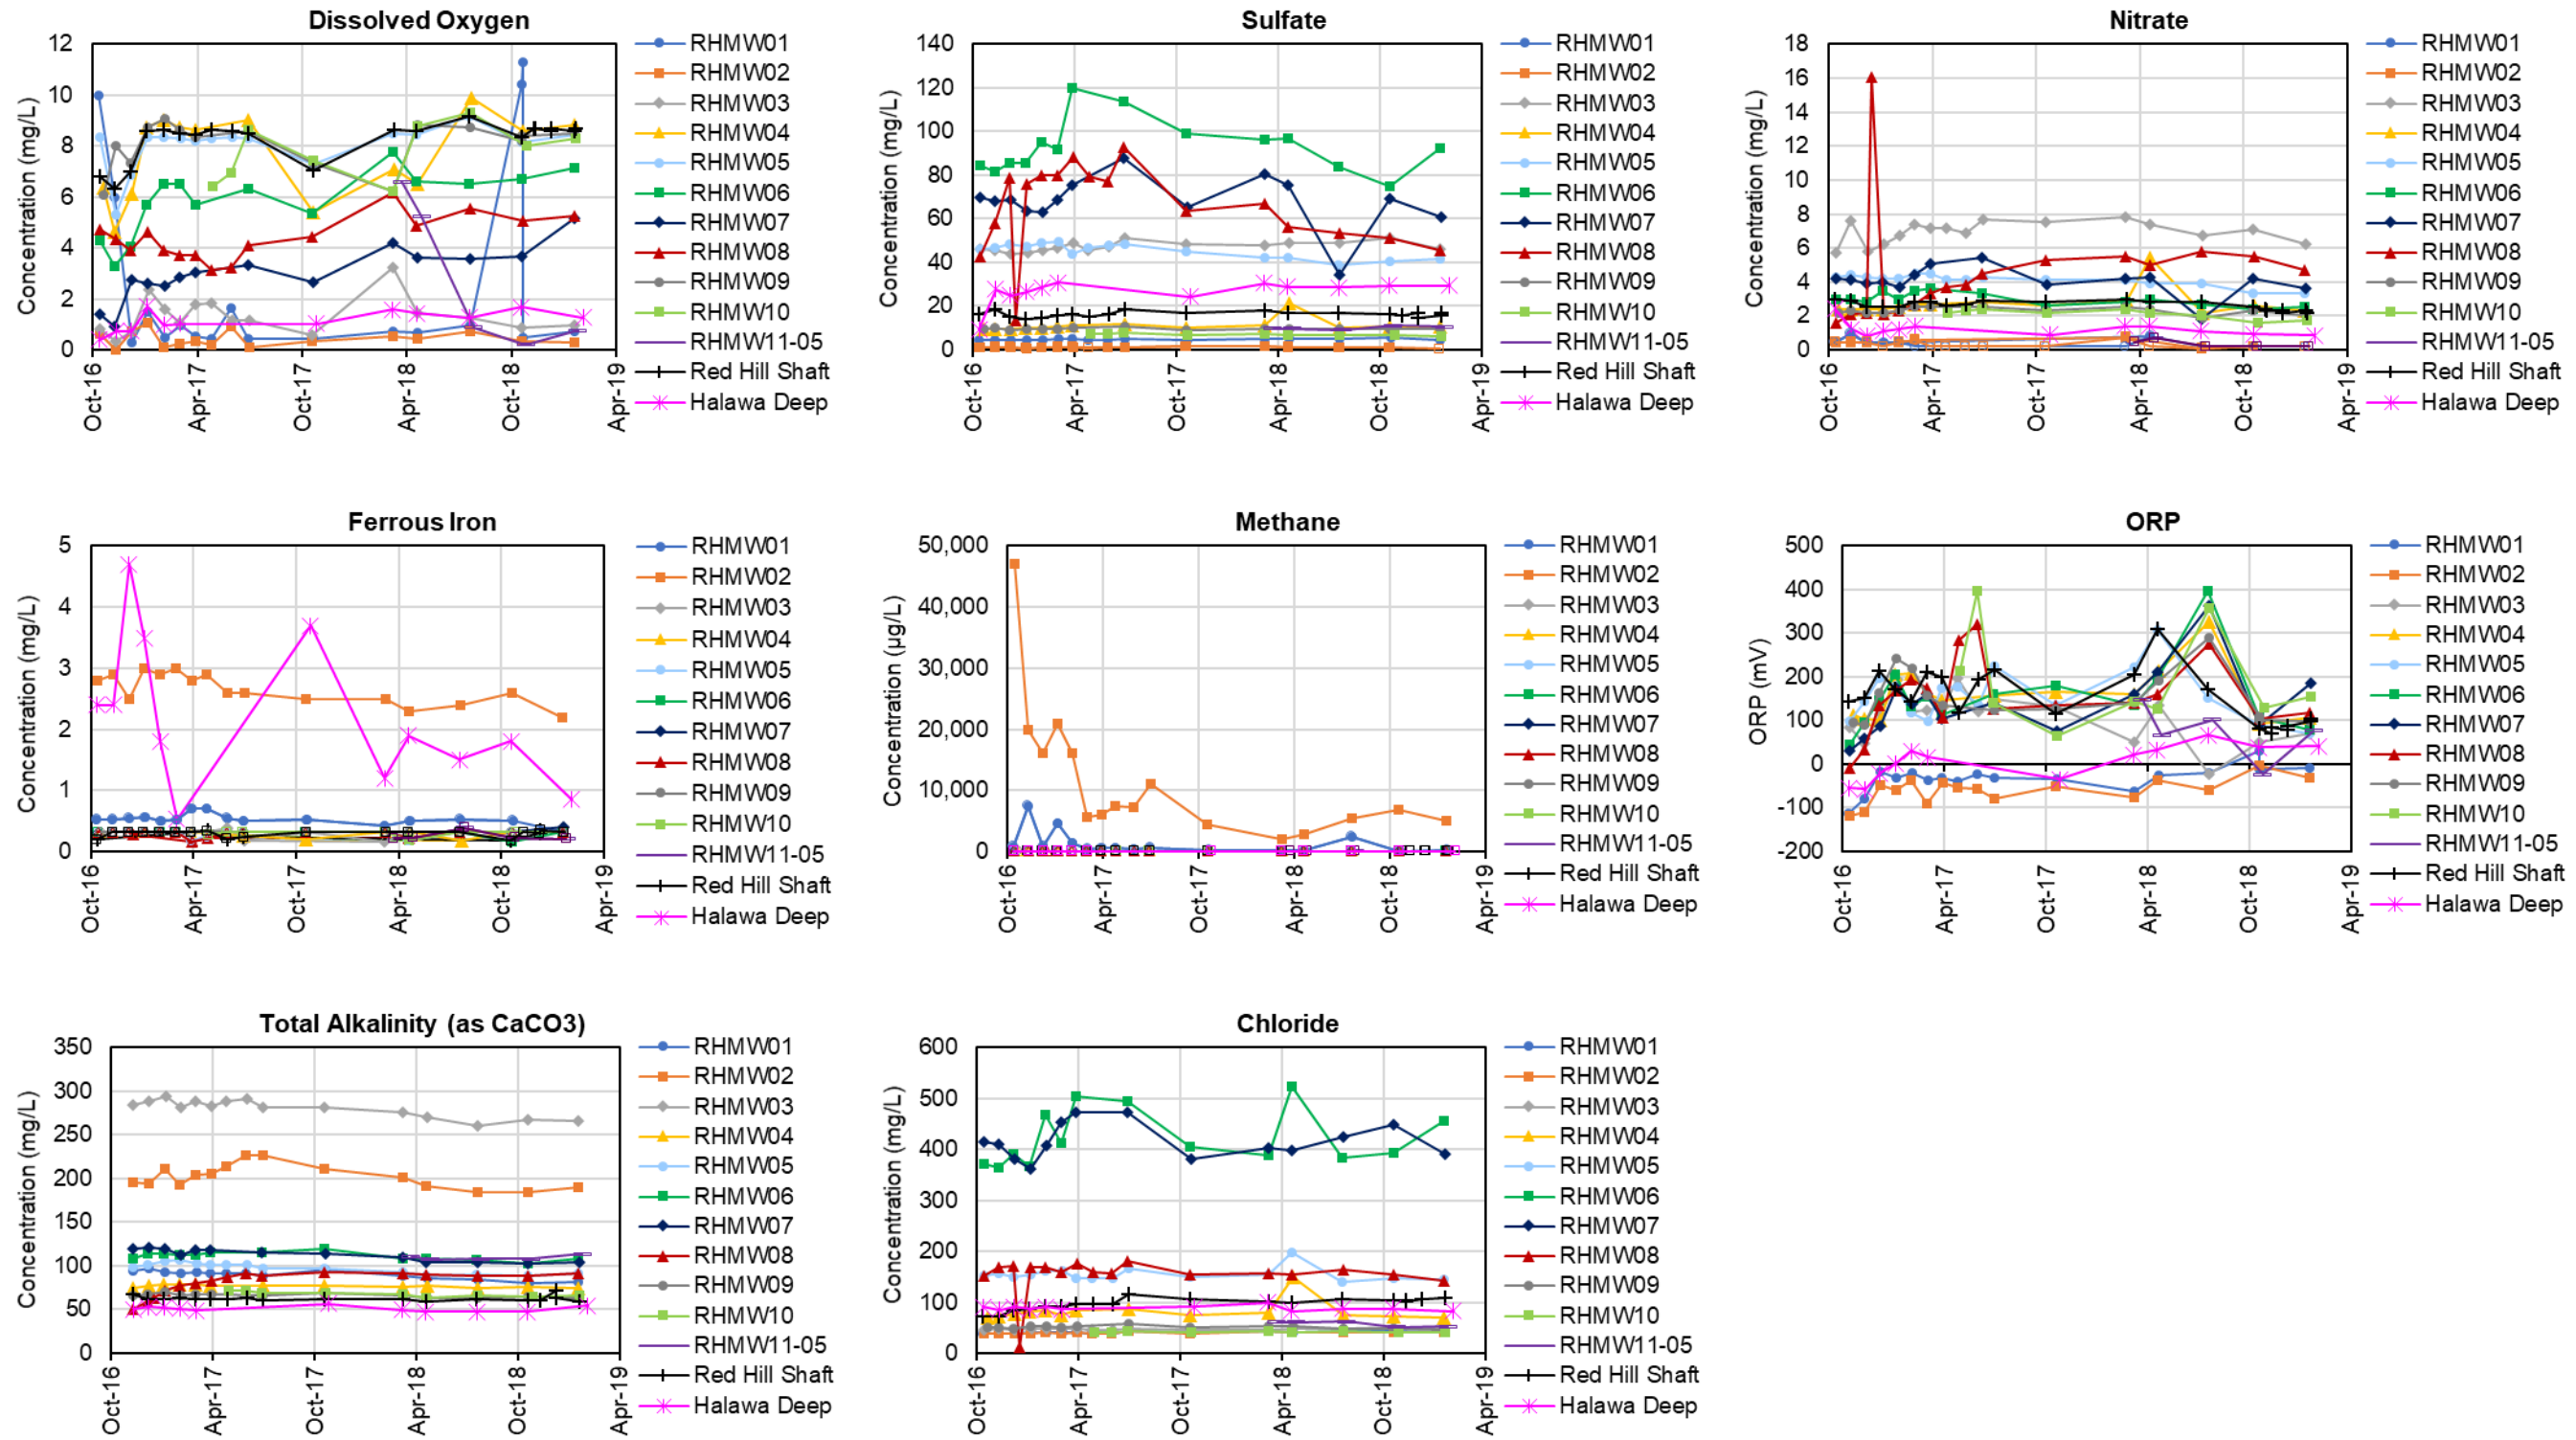 Dissolved Oxygen
Concentration (mg/L)
12
10
8
6
4
2
0
Oct-16
Apr-17
Oct-17
Apr-18
Oct-18
Apr-19
RHMW01
RHMW02
RHMW03
RHMW04
RHMW05
RHMW06
RHMW07
RHMW08
RHMW09
RHMW10
RHMW11-05
Red Hill Shaft
Halawa Deep
Sulfate
Concentration (mg/L)
140
120
100
80
60
40
20
0
Oct-16
Apr-17
Oct-17
Apr-18
Oct-18
Apr-19
RHMW01
RHMW02
RHMW03
RHMW04
RHMW05
RHMW06
RHMW07
RHMW08
RHMW09
RHMW10
RHMW11-05
Red Hill Shaft
Halawa Deep
Nitrate
Concentration (mg/L)
18
16
14
12
10
8
6
4
2
0
Oct-16
Apr-17
Oct-17
Apr-18
Oct-18
Apr-19
RHMW01
RHMW02
RHMW03
RHMW04
RHMW05
RHMW06
RHMW07
RHMW08
RHMW09
RHMW10
RHMW11-05
Red Hill Shaft
Halawa Deep
Ferrous Iron
Concentration (mg/L)
5
4
3
2
1
0
Oct-16
Apr-17
Oct-17
Apr-18
Oct-18
Apr-19
RHMW01
RHMW02
RHMW03
RHMW04
RHMW05
RHMW06
RHMW07
RHMW08
RHMW09
RHMW10
RHMW11-05
Red Hill Shaft
Halawa Deep
Methane
Concentration (µg/L)
50,000
40,000
30,000
20,000
10,000
0
Oct-16
Apr-17
Oct-17
Apr-18
Oct-18
Apr-19
RHMW01
RHMW02
RHMW03
RHMW04
RHMW05
RHMW06
RHMW07
RHMW08
RHMW09
RHMW10
RHMW11-05
Red Hill Shaft
Halawa Deep
ORP
ORP (mV)
500
400
300
200
100
0
-100
-200
Oct-16
Apr-17
Oct-17
Apr-18
Oct-18
Apr-19
RHMW01
RHMW02
RHMW03
RHMW04
RHMW05
RHMW06
RHMW07
RHMW08
RHMW09
RHMW10
RHMW11-05
Red Hill Shaft
Halawa Deep
Total Alkalinity (as CaCO3)
Concentration (mg/L)
350
300
250
200
150
100
50
0
Oct-16
Apr-17
Oct-17
Apr-18
Oct-18
Apr-19
RHMW01
RHMW02
RHMW03
RHMW04
RHMW05
RHMW06
RHMW07
RHMW08
RHMW09
RHMW10
RHMW11-05
Red Hill Shaft
Halawa Deep
Chloride
Concentration (mg/L)
600
500
400
300
200
100
0
Oct-16
Apr-17
Oct-17
Apr-18
Oct-18
Apr-19
RHMW01
RHMW02
RHMW03
RHMW04
RHMW05
RHMW06
RHMW07
RHMW08
RHMW09
RHMW10
RHMW11-05
Red Hill Shaft
Halawa Deep